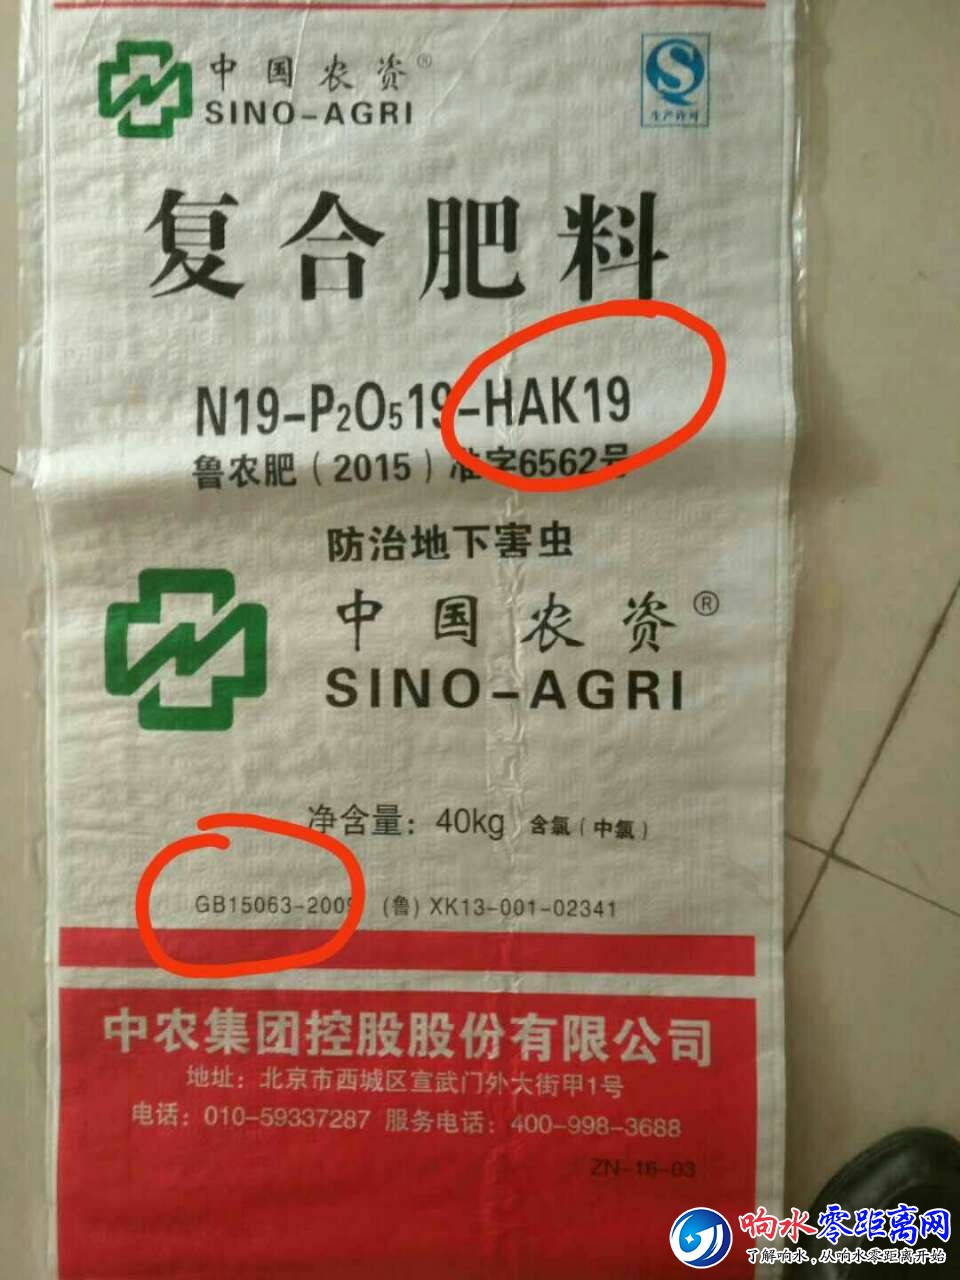 中国农资®
SINO-AGRI
生产许可
复合肥料
N19-P₂O₅19-HAK19
鲁农肥(2015)准字6562号
防治地下害虫
中国农资®
SINO-AGRI
净含量：40kg 含氯(中氯)
GB15063-2009 (鲁)XK13-001-02341
中农集团控股股份有限公司
地址：北京市西城区宣武门外大街甲1号
电话：010-59337287 服务电话：400-998-3688
ZN-16-03
响水零距离网
了解响水，从响水零距离开始